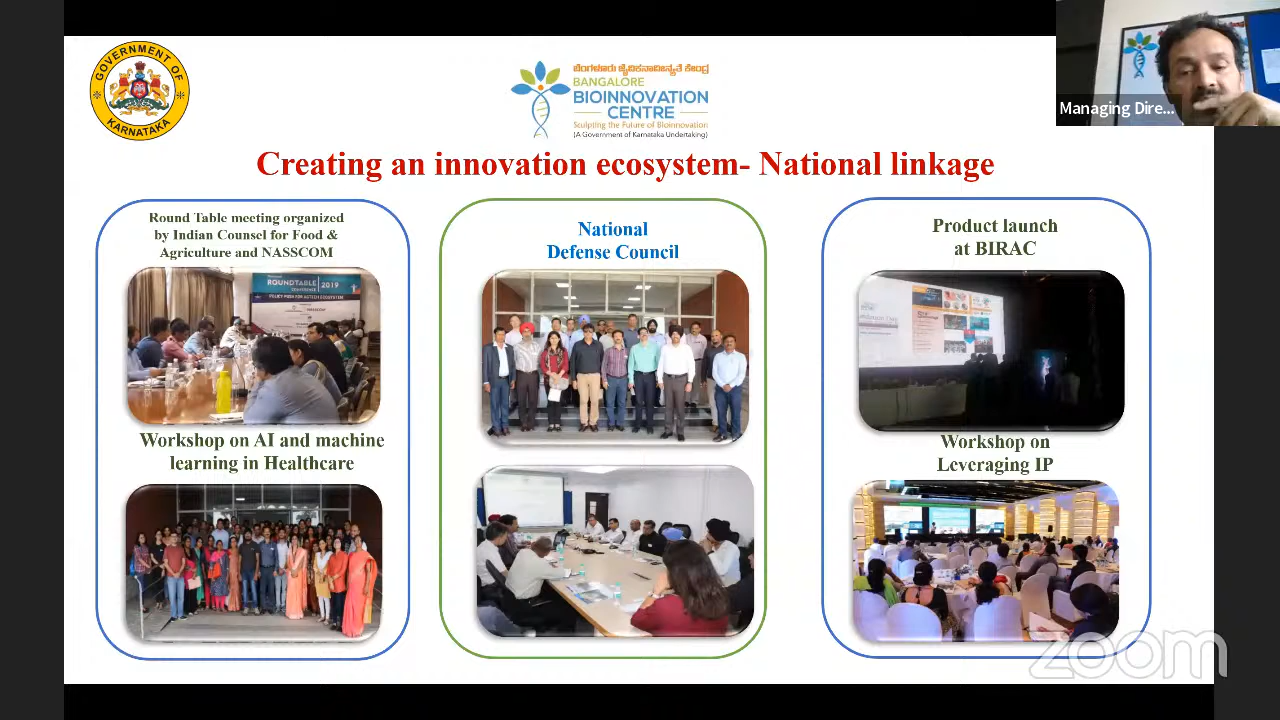 GOVERNMENT OF
KARNATAKA
ಬೆಂಗಳೂರು ಜೈವಿಕನಾವೀನ್ಯತೆ ಕೇಂದ್ರ
BANGALORE
BIOINNOVATION
CENTRE
Sculpting the Future of Bioinnovation
(A Government of Karnataka Undertaking)
Managing Dire...
Creating an innovation ecosystem- National linkage
Round Table meeting organized
by Indian Counsel for Food &
Agriculture and NASSCOM
ROUNDTABLE
CONFERENCE
2019
Workshop on AI and machine
learning in Healthcare
National
Defense Council
Product launch
at BIRAC
Workshop on
Leveraging IP
zoom